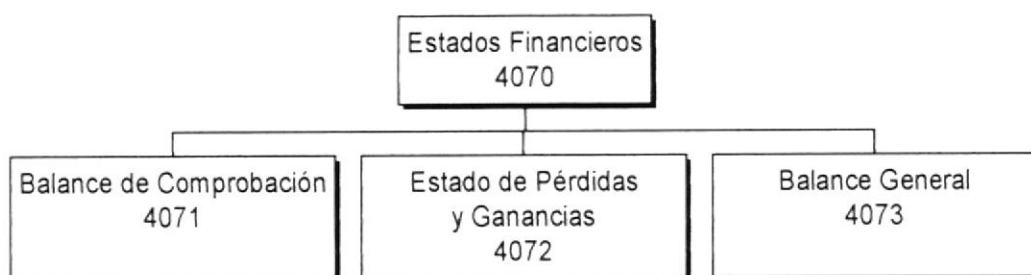 Estados Financieros
4070
Balance de Comprobación
4071
Estado de Pérdidas
y Ganancias
4072
Balance General
4073